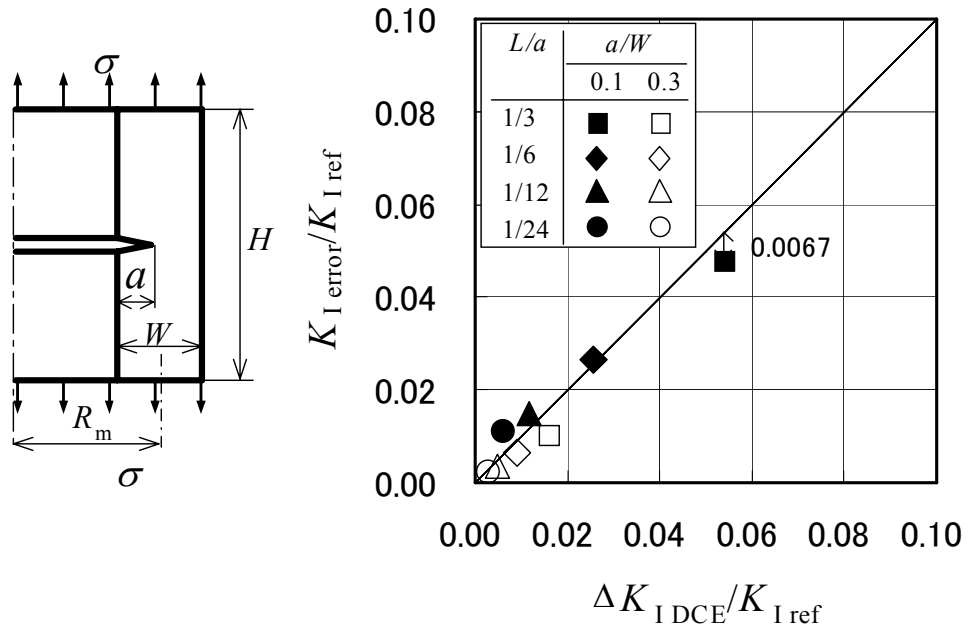 σ
a
W
H
R m
σ
0.10
0.08
0.06
0.04
0.02
0.00
K I error/K I ref
L/a a/W
0.1 0.3
1/3
1/6
1/12
1/24
0.0067
0.00 0.02 0.04 0.06 0.08 0.10
ΔK I DCE/K I ref